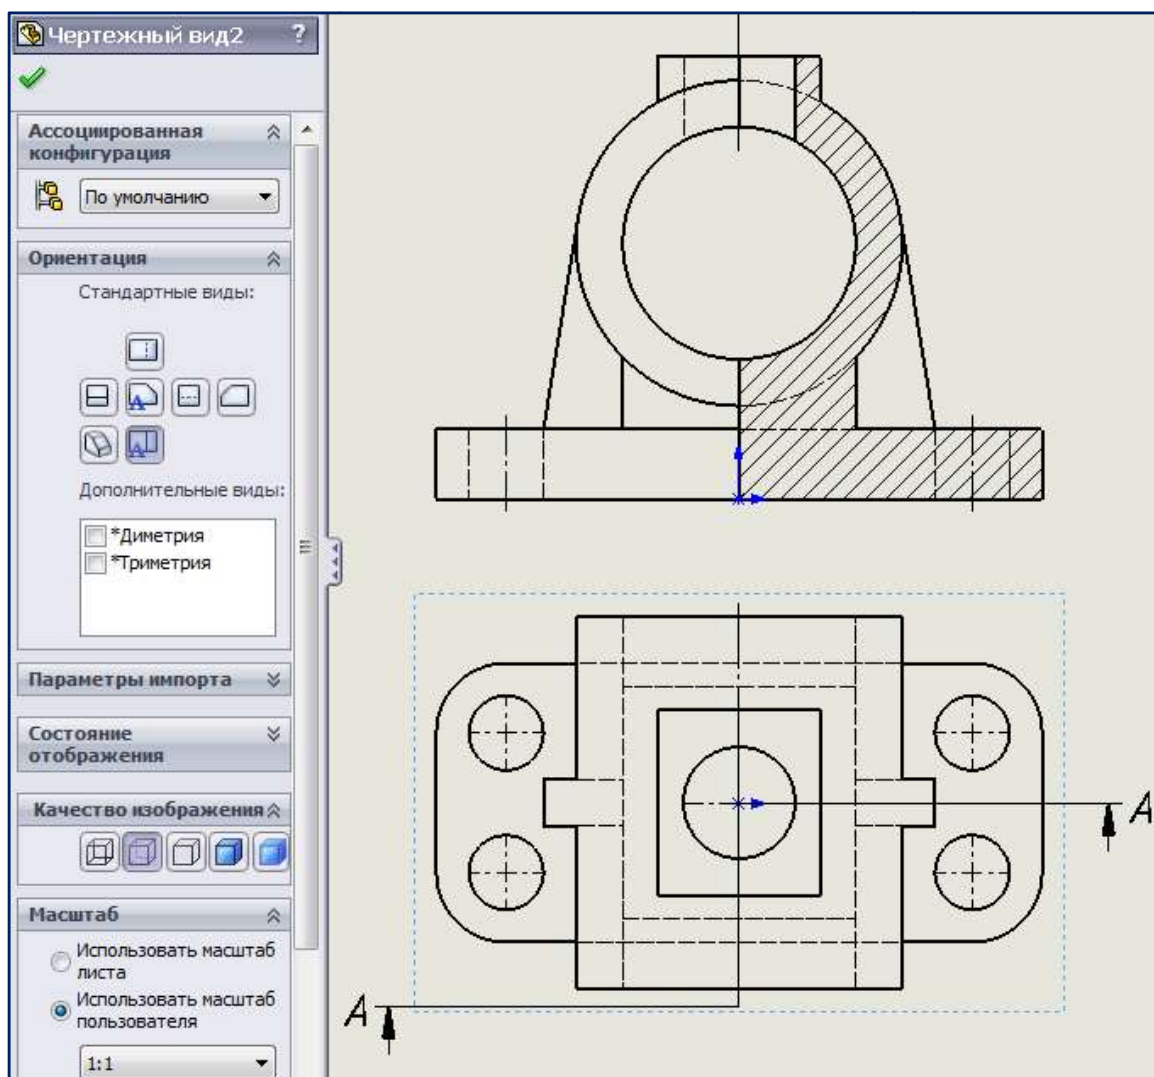 Чертежный вид2 ?
Ассоциированная
конфигурация
По умолчанию
Ориентация
Стандартные виды:
Дополнительные виды:
*Диметрия
*Триметрия
Параметры импорта
Состояние
отображения
Качество изображения
Масштаб
Использовать масштаб
листа
Использовать масштаб
пользователя
1:1
A
A